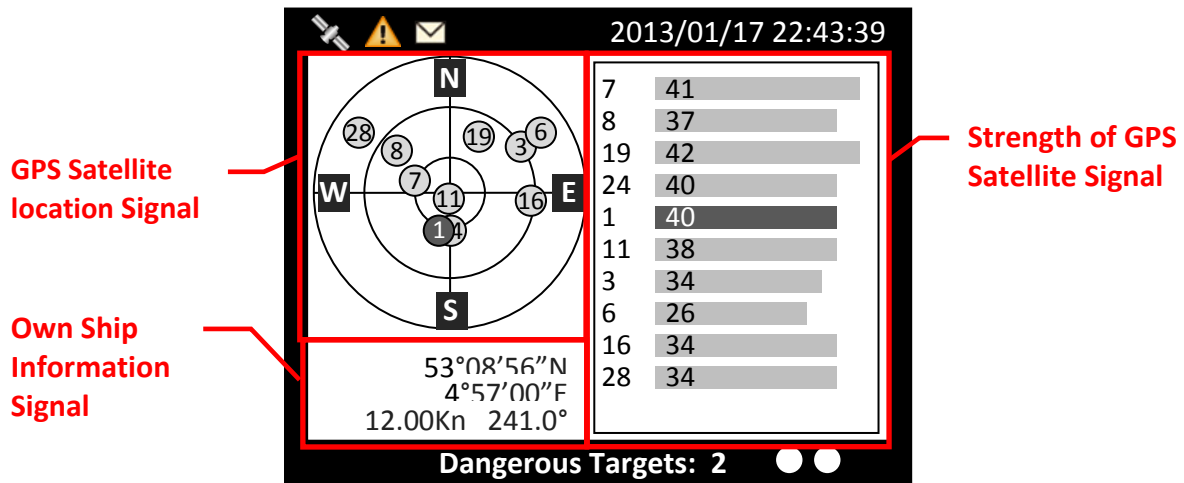 2013/01/17 22:43:39
GPS Satellite
location Signal
N
28
8
19
3
6
7
W
11
16
E
1
4
S
7 41
8 37
19 42
24 40
1 40
11 38
3 34
6 26
16 34
28 34
Strength of GPS
Satellite Signal
Own Ship
Information
Signal
53°08’56”N
4°57’00”E
12.00Kn 241.0°
Dangerous Targets: 2